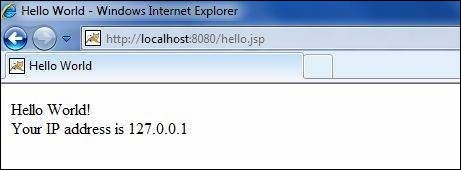 Hello World - Windows Internet Explorer
http://localhost:8080/hello.jsp
Hello World
Hello World!
Your IP address is 127.0.0.1